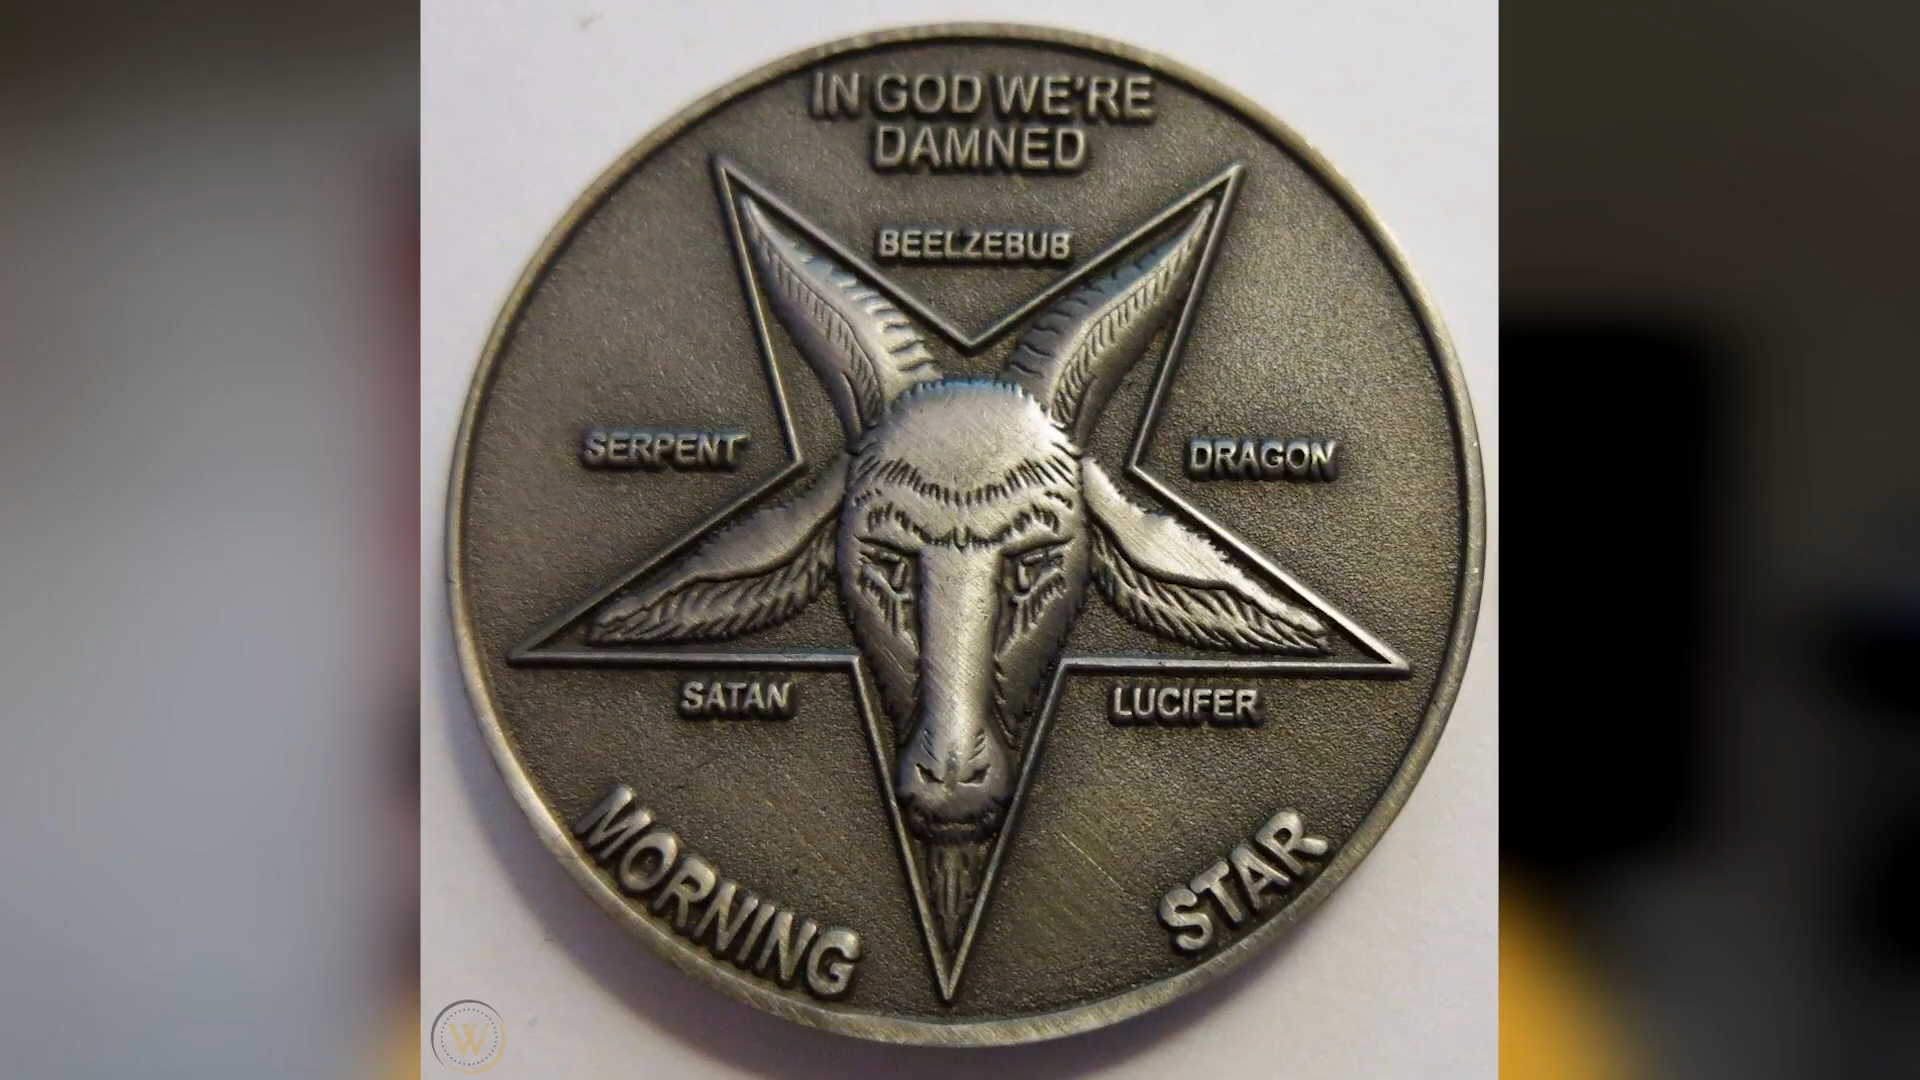 IN GOD WE'RE
DAMNED
BEELZEBUB
SERPENT
DRAGON
SATAN
LUCIFER
MORNING
STAR
W